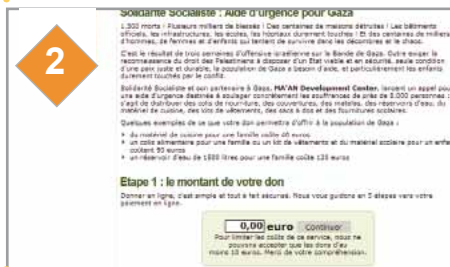 2
Solidarité Socialiste : Aide d'urgence pour Gaza
1.300 morts ! Plusieurs milliers de blessés ! Des centaines de maisons détruites ! Les bâtiments
officiels, les infrastructures, les écoles, les hôpitaux durement touchés ! Et des centaines de milliers
d'hommes, de femmes et d'enfants qui tentent de survivre dans les décombres et le chaos.
C'est le résultat de trois semaines d'offensive israélienne sur la Bande de Gaza. Outre exiger la
reconnaissance du droit des Palestiniens à disposer d'un Etat viable et en sécurité, seule condition
d'une paix juste et durable, la population de Gaza a besoin d'aide, et particulièrement les enfants
durement touchés par le conflit.
Solidarité Socialiste et son partenaire à Gaza, MA'AN Development Center, lancent un appel pour
une aide d'urgence destinée à soulager concrètement les souffrances de près de 2.000 personnes :
s'agit de distribuer des colis de nourriture, des couvertures, des matelas, des réservoirs d'eau, du
matériel de cuisine, des kits de vêtements, des sacs à dos et des fournitures scolaires.
Quelques exemples de ce que votre don permettra d'offrir à la population de Gaza :
du matériel de cuisine pour une famille coûte 40 euros
un colis alimentaire pour une famille ou un kit de vêtements et du matériel scolaire pour un enfant
coûtent 50 euros
un réservoir d'eau de 1500 litres pour une famille coûte 125 euros
Etape 1 : le montant de votre don
Donner en ligne, c'est simple et tout à fait sécurisé. Nous vous guidons en 5 étapes vers votre
paiement en ligne.
0,00 euro Continuer
Pour limiter les coûts de ce service, nous ne
pouvons accepter que les dons d'au
moins 10 euros. Merci de votre compréhension.